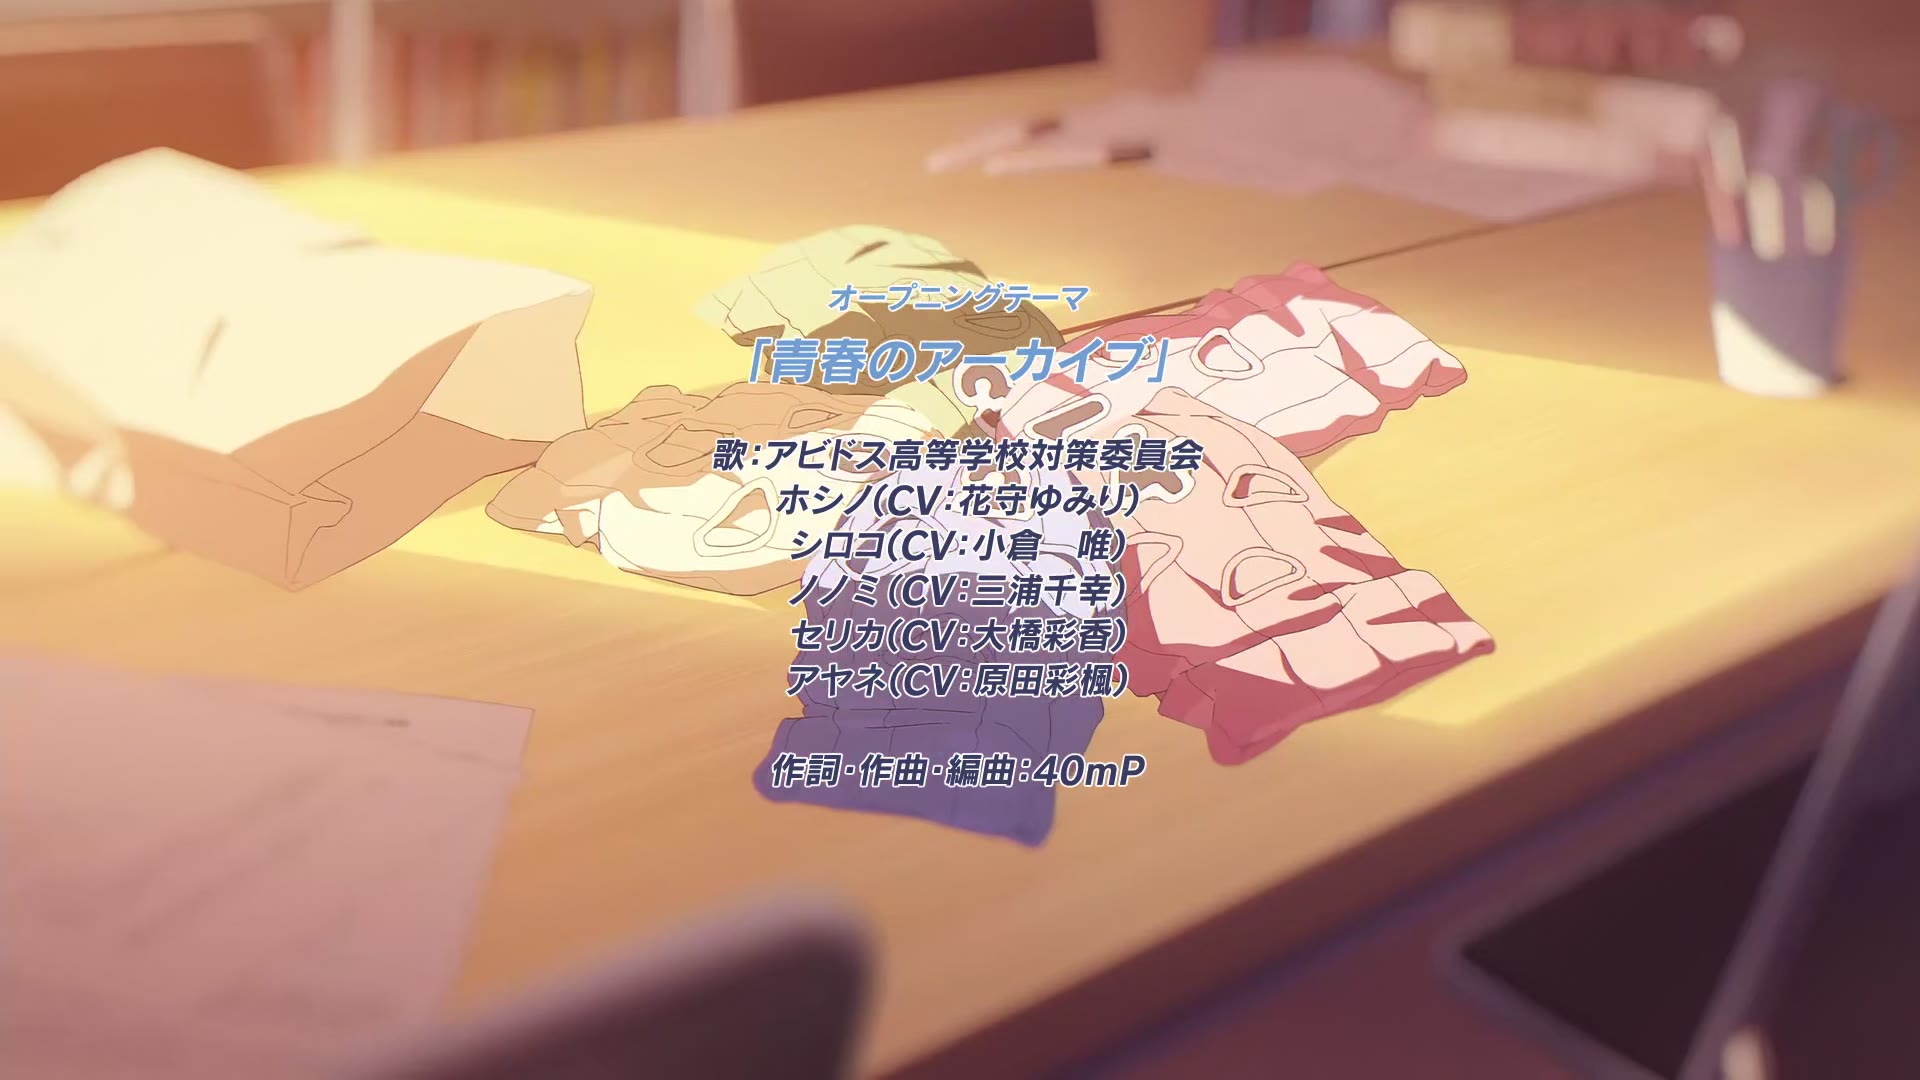 オープニングテーマ
「青春のアーカイブ」
歌：アビドス高等学校対策委員会
ホシノ(CV：花守ゆみり)
シロコ(CV：小倉　唯)
ノノミ(CV：三浦千幸)
セリカ(CV：大橋彩香)
アヤネ(CV：原田彩楓)
作詞・作曲・編曲：40mP